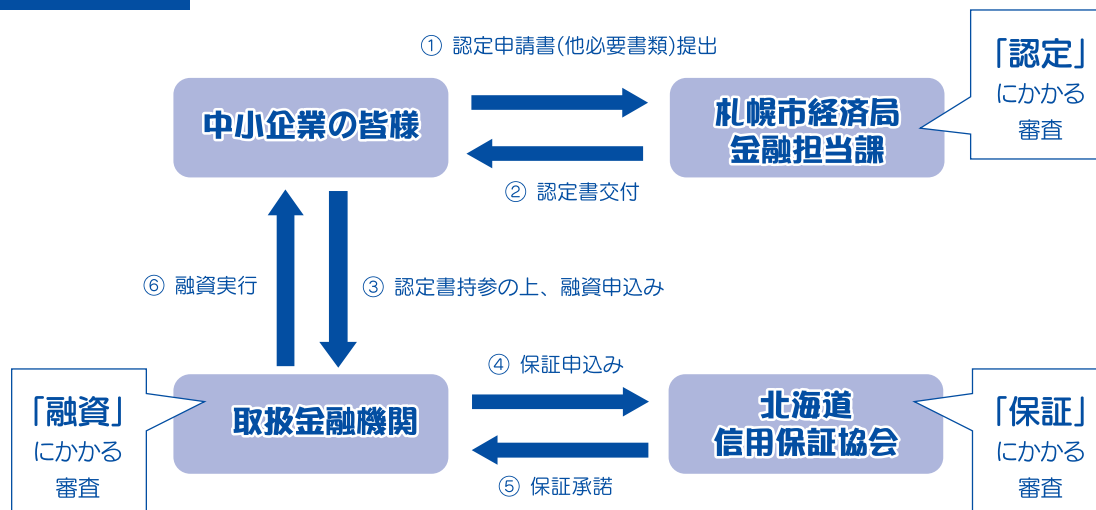 ① 認定申請書(他必要書類)提出
「認定」
にかかる
審査
中小企業の皆様
札幌市経済局
金融担当課
② 認定書交付
⑥ 融資実行
③ 認定書持参の上、融資申込み
④ 保証申込み
「融資」
にかかる
審査
取扱金融機関
北海道
信用保証協会
「保証」
にかかる
審査
⑤ 保証承諾